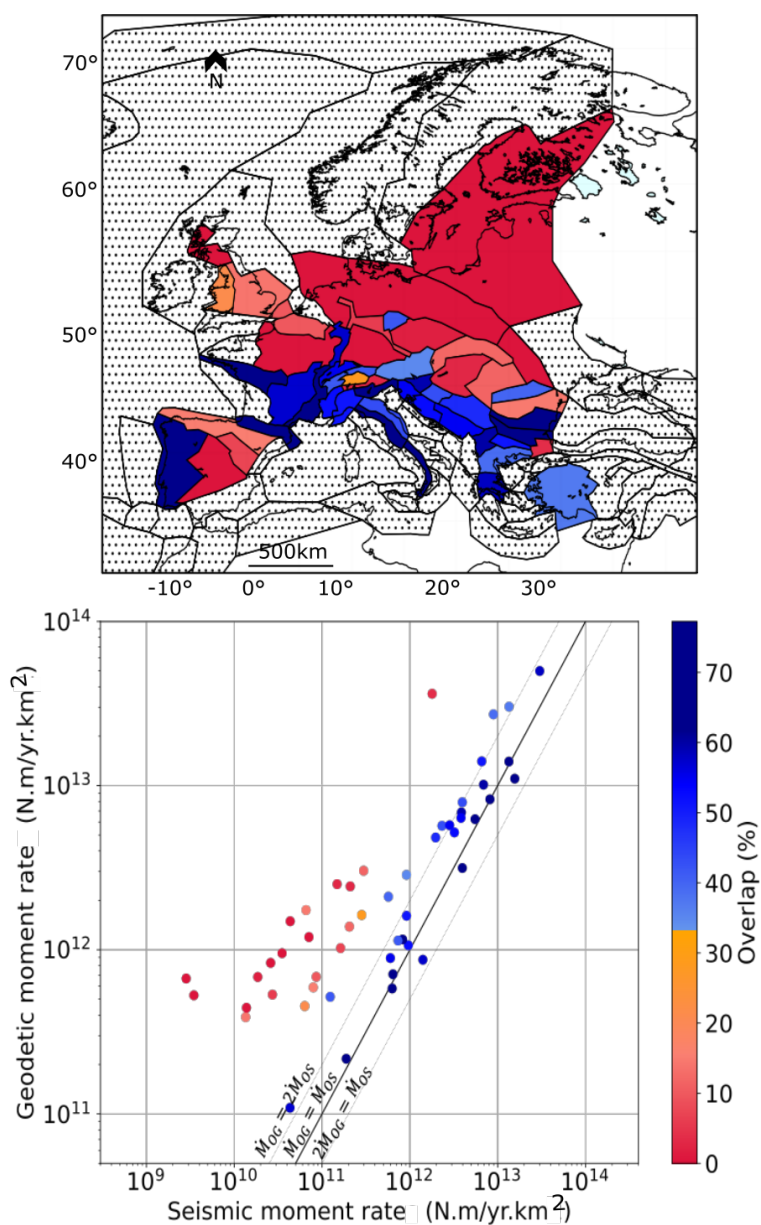 70°
N
60°
50°
40°
500km
-10° 0° 10° 20° 30°
10^14
10^13
10^12
10^11
Geodetic moment rate (N.m/yr.km²)
Ṁ_OG = 2Ṁ_OS
Ṁ_OG = Ṁ_OS
2Ṁ_OG = Ṁ_OS
10^9 10^10 10^11 10^12 10^13 10^14
Seismic moment rate (N.m/yr.km²)
70
60
50
40
30
20
10
0
Overlap (%)